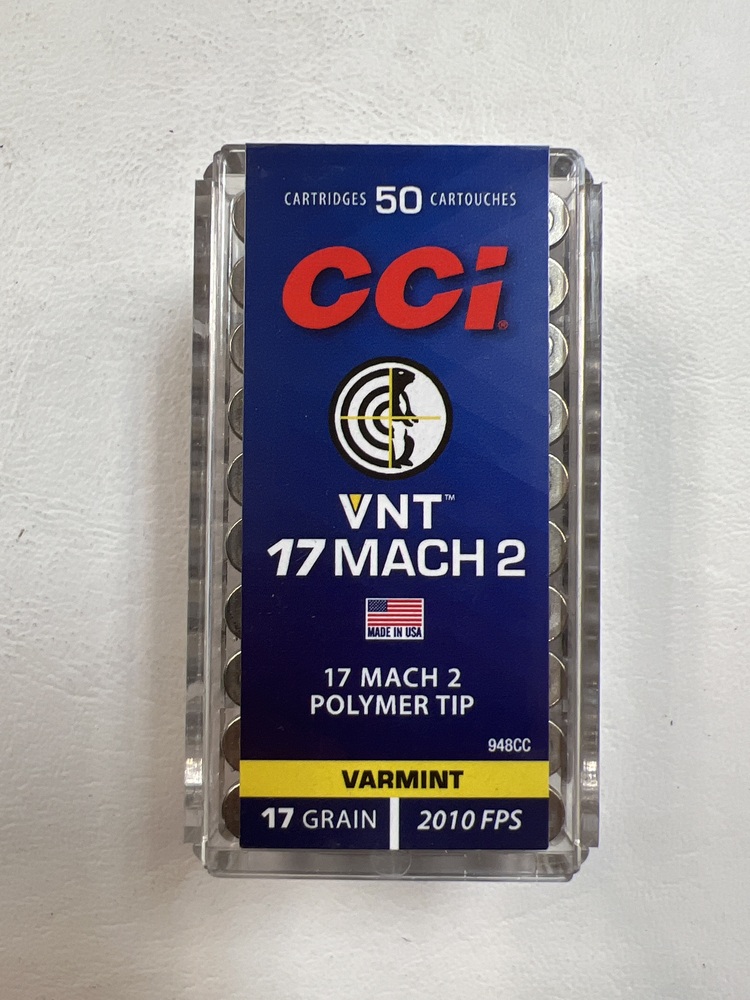 CARTRIDGES 50 CARTOUCHES
CCi®
VNT™
17 MACH 2
MADE IN USA
17 MACH 2
POLYMER TIP
948CC
VARMINT
17 GRAIN 2010 FPS